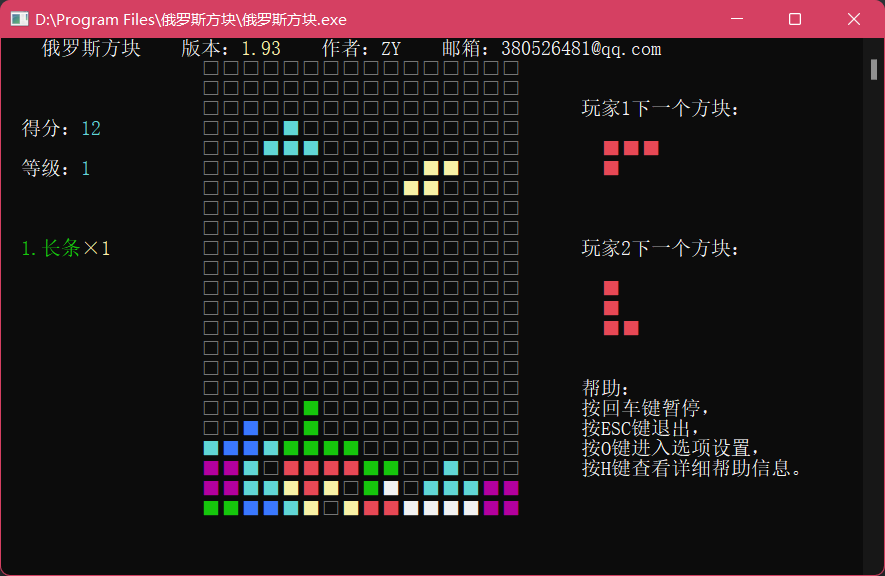 D:\Program Files\俄罗斯方块\俄罗斯方块.exe
俄罗斯方块 版本：1.93 作者：ZY 邮箱：380526481@qq.com
玩家1下一个方块：
得分：12
等级：1
1.长条×1
玩家2下一个方块：
帮助：
按回车键暂停，
按ESC键退出，
按O键进入选项设置，
按H键查看详细帮助信息。